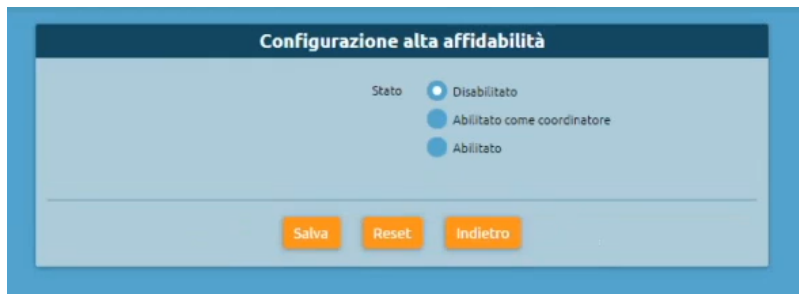 Configurazione alta affidabilità
Stato Disabilitato
Abilitato come coordinatore
Abilitato
Salva Reset Indietro